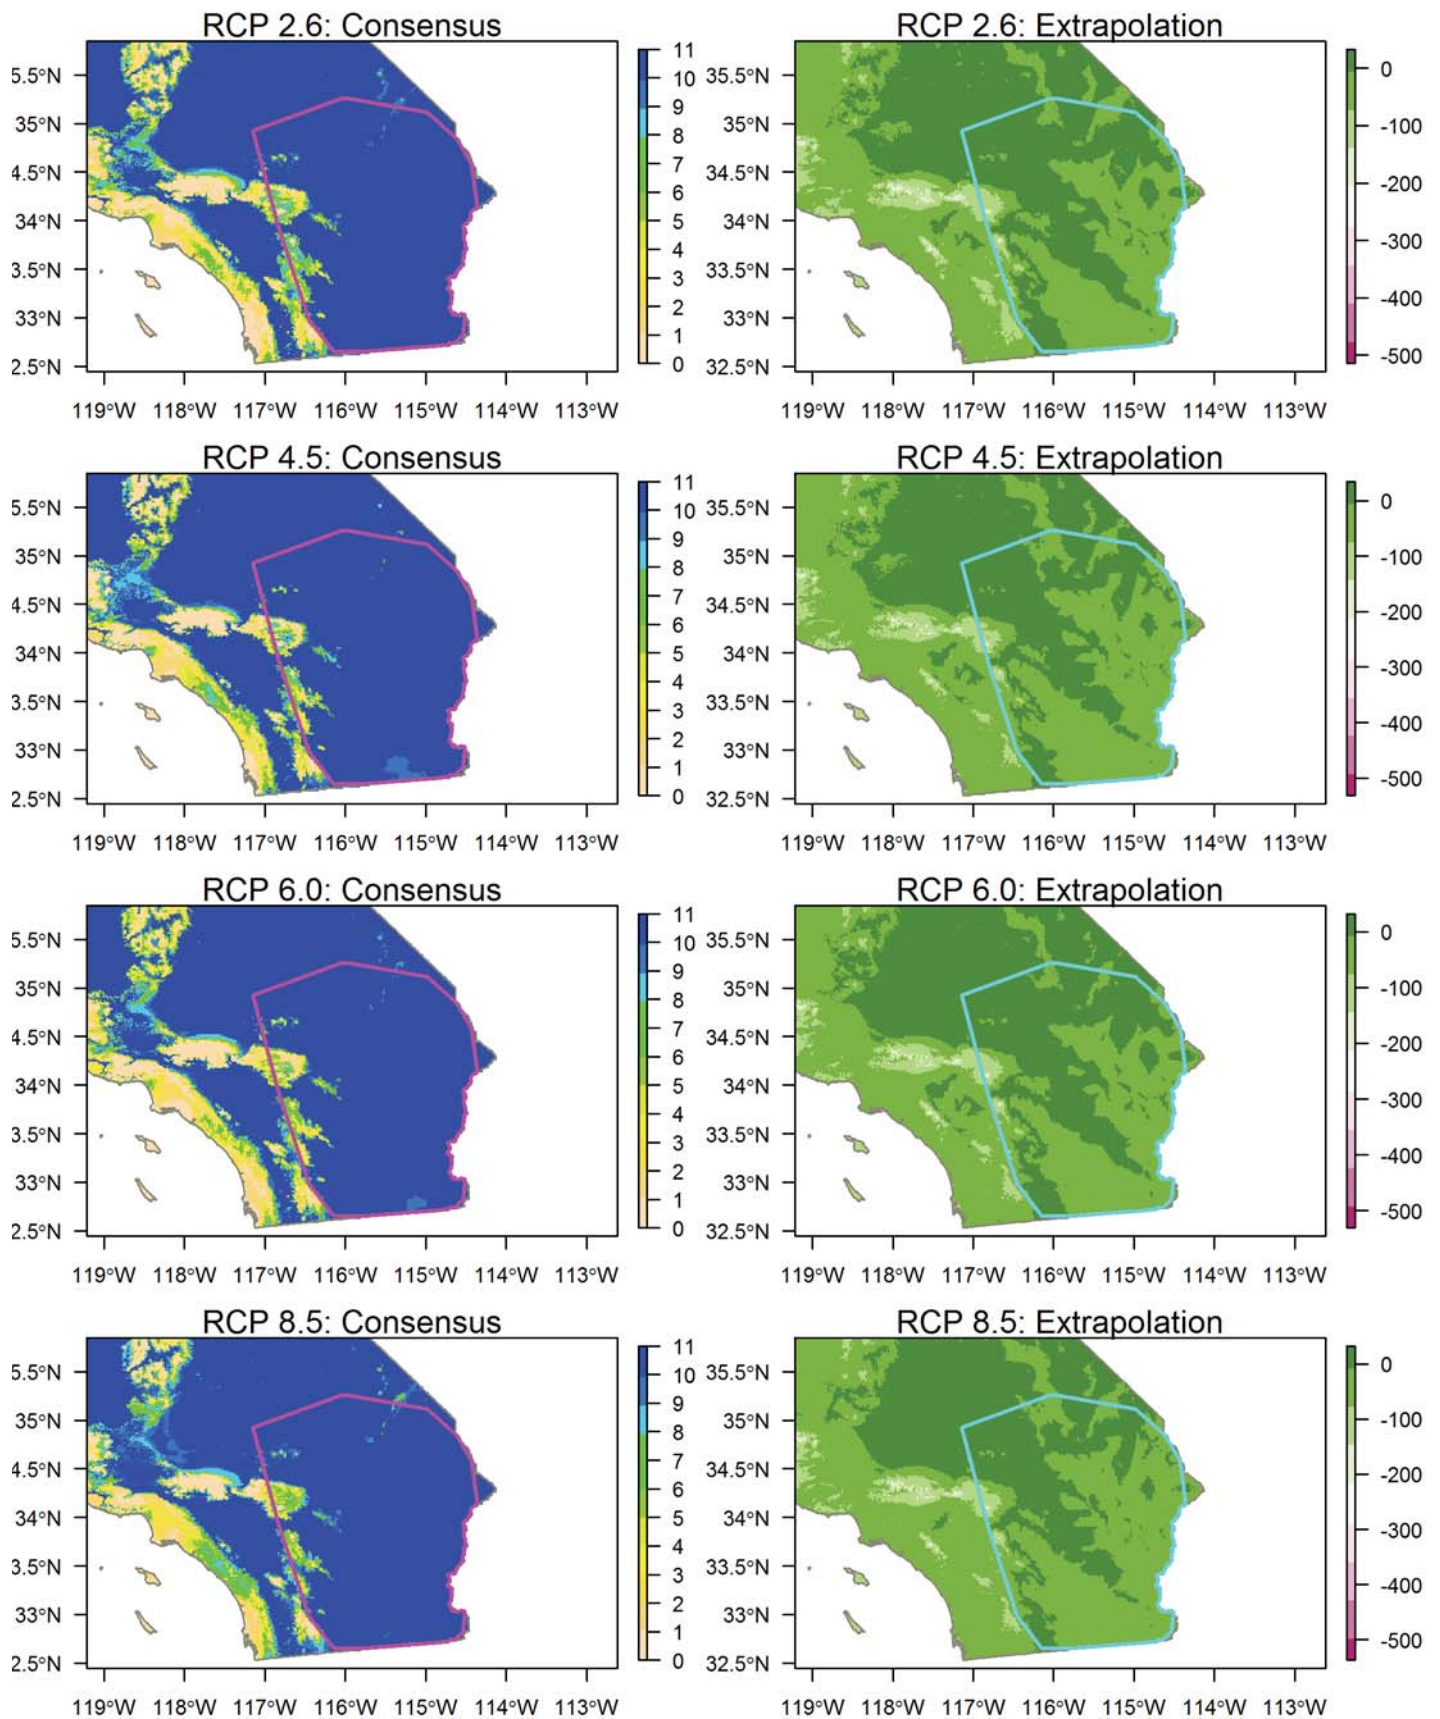 RCP 2.6: Consensus
RCP 2.6: Extrapolation
5.5°N
35°N
4.5°N
34°N
3.5°N
33°N
2.5°N
11
10
9
8
7
6
5
4
3
2
1
0
35.5°N
35°N
34.5°N
34°N
33.5°N
33°N
32.5°N
0
-100
-200
-300
-400
-500
119°W 118°W 117°W 116°W 115°W 114°W 113°W
119°W 118°W 117°W 116°W 115°W 114°W 113°W
RCP 4.5: Consensus
RCP 4.5: Extrapolation
5.5°N
35°N
4.5°N
34°N
3.5°N
33°N
2.5°N
11
10
9
8
7
6
5
4
3
2
1
0
35.5°N
35°N
34.5°N
34°N
33.5°N
33°N
32.5°N
0
-100
-200
-300
-400
-500
119°W 118°W 117°W 116°W 115°W 114°W 113°W
119°W 118°W 117°W 116°W 115°W 114°W 113°W
RCP 6.0: Consensus
RCP 6.0: Extrapolation
5.5°N
35°N
4.5°N
34°N
3.5°N
33°N
2.5°N
11
10
9
8
7
6
5
4
3
2
1
0
35.5°N
35°N
34.5°N
34°N
33.5°N
33°N
32.5°N
0
-100
-200
-300
-400
-500
119°W 118°W 117°W 116°W 115°W 114°W 113°W
119°W 118°W 117°W 116°W 115°W 114°W 113°W
RCP 8.5: Consensus
RCP 8.5: Extrapolation
5.5°N
35°N
4.5°N
34°N
3.5°N
33°N
2.5°N
11
10
9
8
7
6
5
4
3
2
1
0
35.5°N
35°N
34.5°N
34°N
33.5°N
33°N
32.5°N
0
-100
-200
-300
-400
-500
119°W 118°W 117°W 116°W 115°W 114°W 113°W
119°W 118°W 117°W 116°W 115°W 114°W 113°W